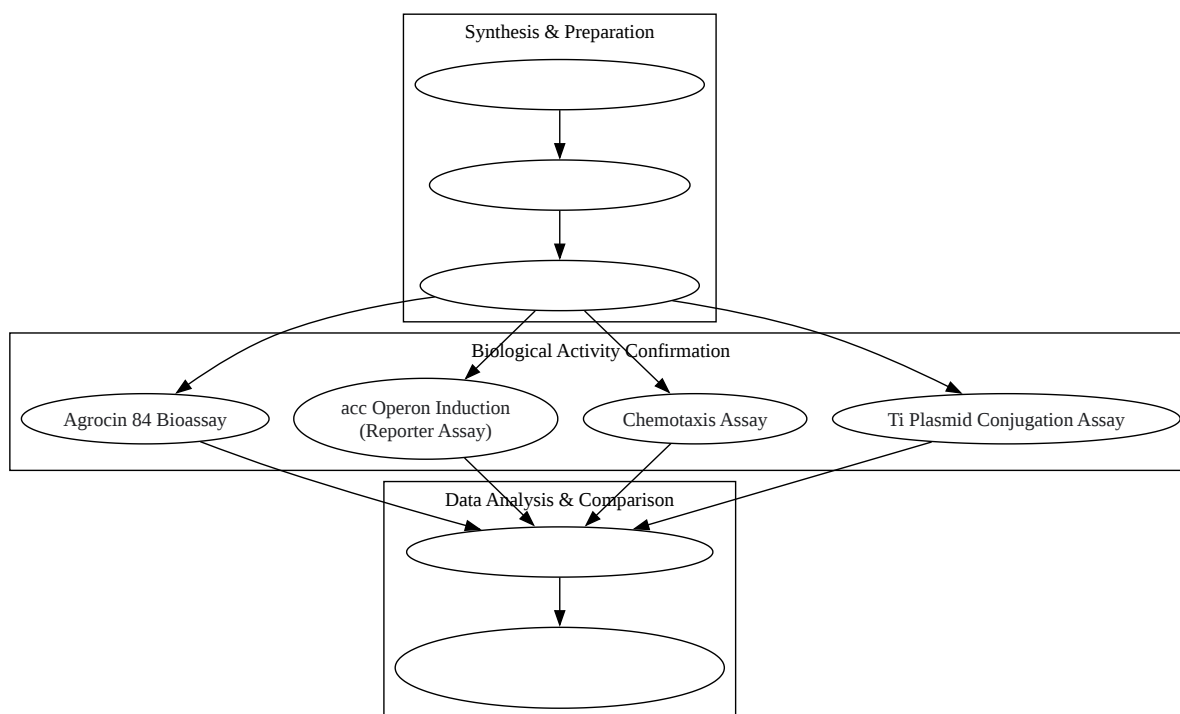 Synthesis & Preparation
Biological Activity Confirmation
Agrocin 84 Bioassay
acc Operon Induction
(Reporter Assay)
Chemotaxis Assay
Ti Plasmid Conjugation Assay
Data Analysis & Comparison